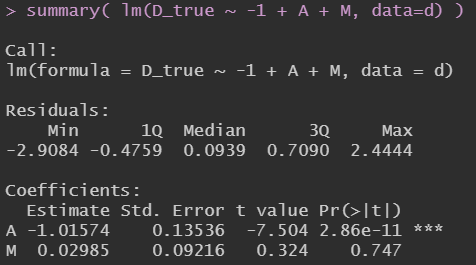 > summary( lm(D_true ~ -1 + A + M, data=d) )
Call:
lm(formula = D_true ~ -1 + A + M, data = d)
Residuals:
    Min      1Q  Median      3Q     Max
-2.9084 -0.4759  0.0939  0.7090  2.4444
Coefficients:
  Estimate Std. Error t value Pr(>|t|)
A -1.01574    0.13536  -7.504 2.86e-11 ***
M  0.02985    0.09216   0.324    0.747